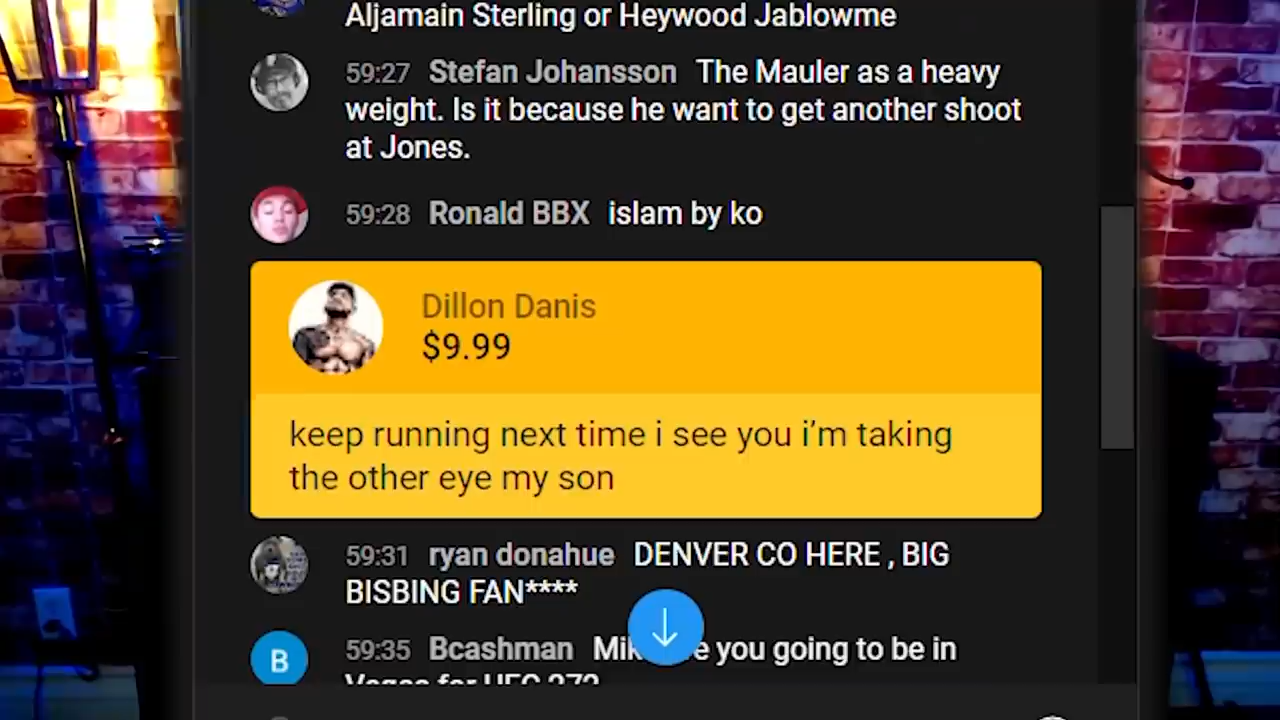 Aljamain Sterling or Heywood Jablowme
59:27 Stefan Johansson The Mauler as a heavy
weight. Is it because he want to get another shoot
at Jones.
59:28 Ronald BBX islam by ko
Dillon Danis
$9.99
keep running next time i see you i'm taking
the other eye my son
59:31 ryan donahue DENVER CO HERE , BIG
BISBING FAN****
B
59:35 Bcashman you going to be in
Vegas for UFC